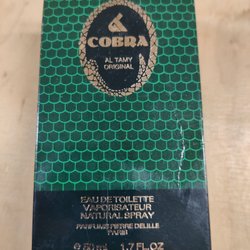 COBRA
AL TAMY
ORIGINAL
EAU DE TOILETTE
VAPORISATEUR
NATURAL SPRAY
PARFUMS PIERRE DELILLE
PARIS
e 50 ml 1.7 FL.OZ